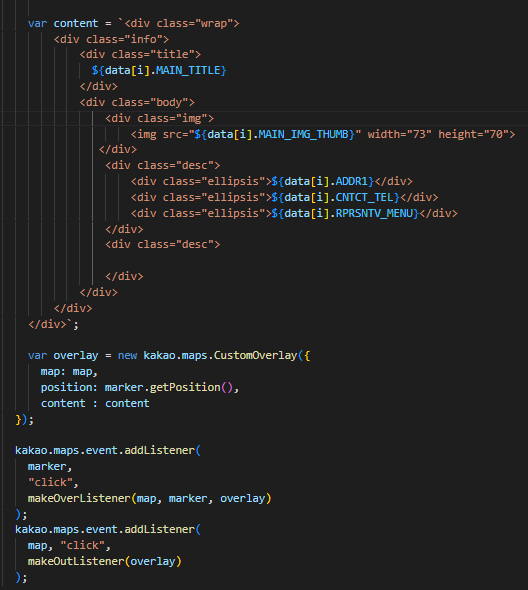 var content = `<div class="wrap">
<div class="info">
<div class="title">
${data[i].MAIN_TITLE}
</div>
<div class="body">
<div class="img">
<img src="${data[i].MAIN_IMG_THUMB}" width="73" height="70">
</div>
<div class="desc">
<div class="ellipsis">${data[i].ADDR1}</div>
<div class="ellipsis">${data[i].CNTCT_TEL}</div>
<div class="ellipsis">${data[i].RPRSNTV_MENU}</div>
</div>
<div class="desc">
</div>
</div>
</div>
</div>`;
var overlay = new kakao.maps.CustomOverlay({
map: map,
position: marker.getPosition(),
content : content
});
kakao.maps.event.addListener(
marker,
"click",
makeOverListener(map, marker, overlay)
);
kakao.maps.event.addListener(
map, "click",
makeOutListener(overlay)
);